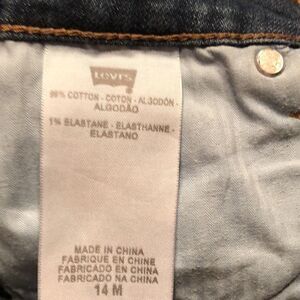 LEVI'S
99% COTTON - COTON - ALGODÓN -
ALGODÃO
1% ELASTANE - ELASTHANNE -
ELASTANO
MADE IN CHINA
FABRIQUE EN CHINE
FABRICADO EN CHINA
FABRICADO NA CHINA
14 M